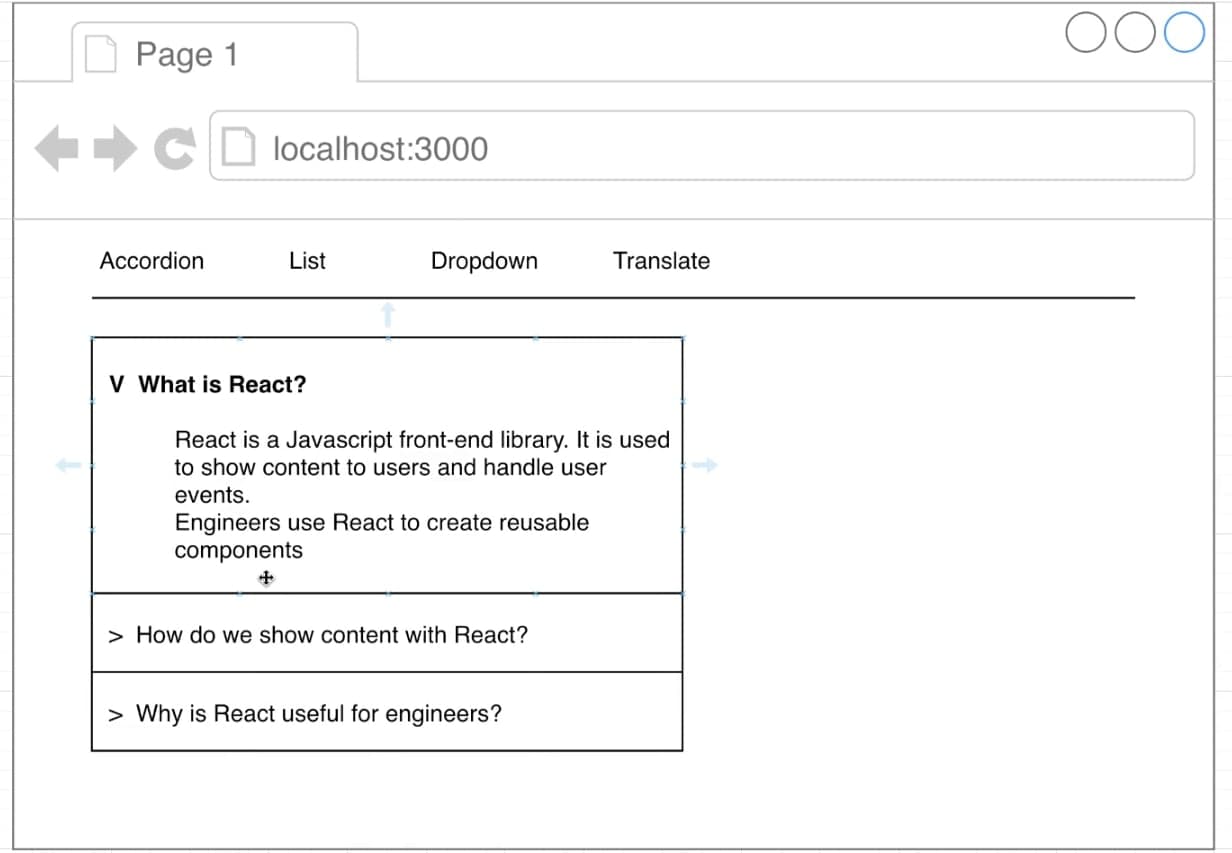 Page 1
localhost:3000
Accordion List Dropdown Translate
V What is React?
React is a Javascript front-end library. It is used
to show content to users and handle user
events.
Engineers use React to create reusable
components
> How do we show content with React?
> Why is React useful for engineers?